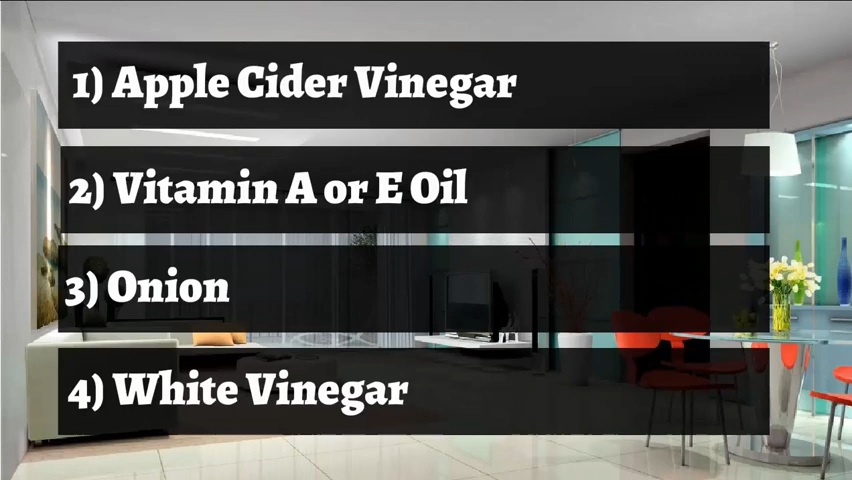 1) Apple Cider Vinegar
2) Vitamin A or E Oil
3) Onion
4) White Vinegar